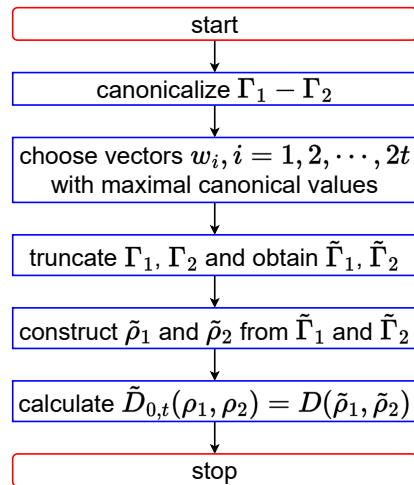 start
canonicalize Γ₁ − Γ₂
choose vectors wᵢ, i = 1, 2, ⋯, 2t
with maximal canonical values
truncate Γ₁, Γ₂ and obtain Γ̃₁, Γ̃₂
construct ρ̃₁ and ρ̃₂ from Γ̃₁ and Γ̃₂
calculate D̃₀,ₜ(ρ₁, ρ₂) = D(ρ̃₁, ρ̃₂)
stop